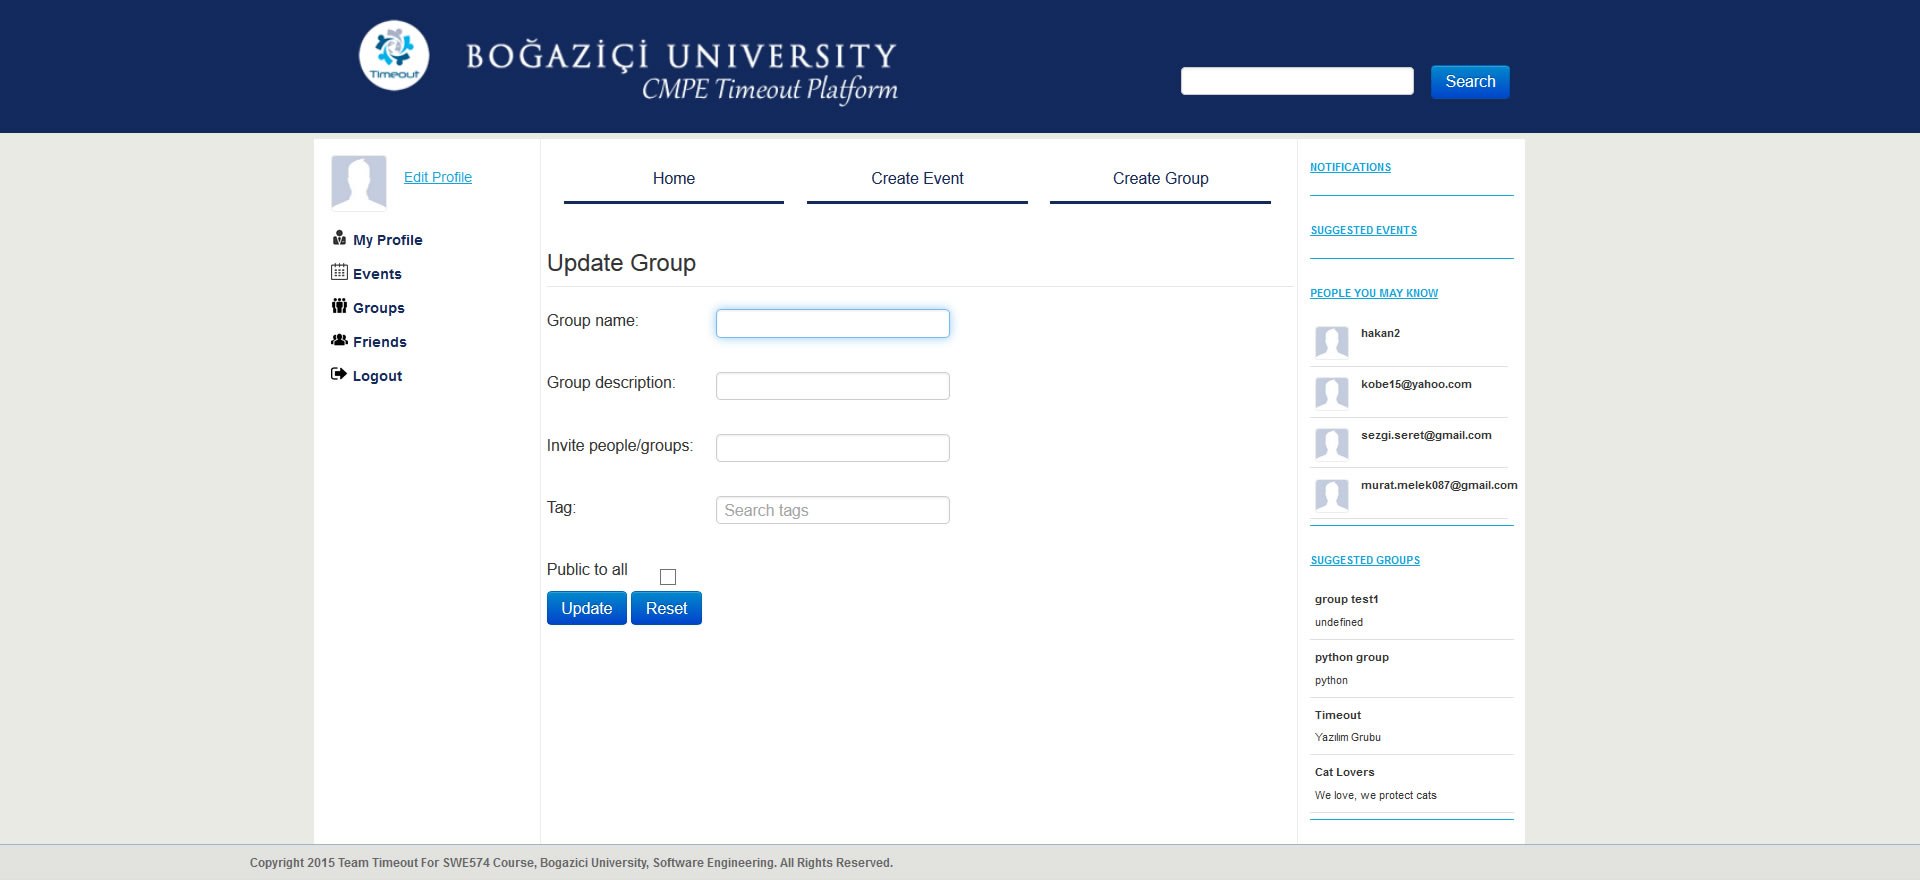 Timeout
BOĞAZİÇİ UNIVERSITY
CMPE Timeout Platform
Search
Edit Profile
My Profile
Events
Groups
Friends
Logout
Home
Create Event
Create Group
Update Group
Group name:
Group description:
Invite people/groups:
Tag:
Search tags
Public to all
Update
Reset
NOTIFICATIONS
SUGGESTED EVENTS
PEOPLE YOU MAY KNOW
hakan2
kobe15@yahoo.com
sezgi.seret@gmail.com
murat.melek087@gmail.com
SUGGESTED GROUPS
group test1
undefined
python group
python
Timeout
Yazılım Grubu
Cat Lovers
We love, we protect cats
Copyright 2015 Team Timeout For SWE574 Course, Bogazici University, Software Engineering. All Rights Reserved.